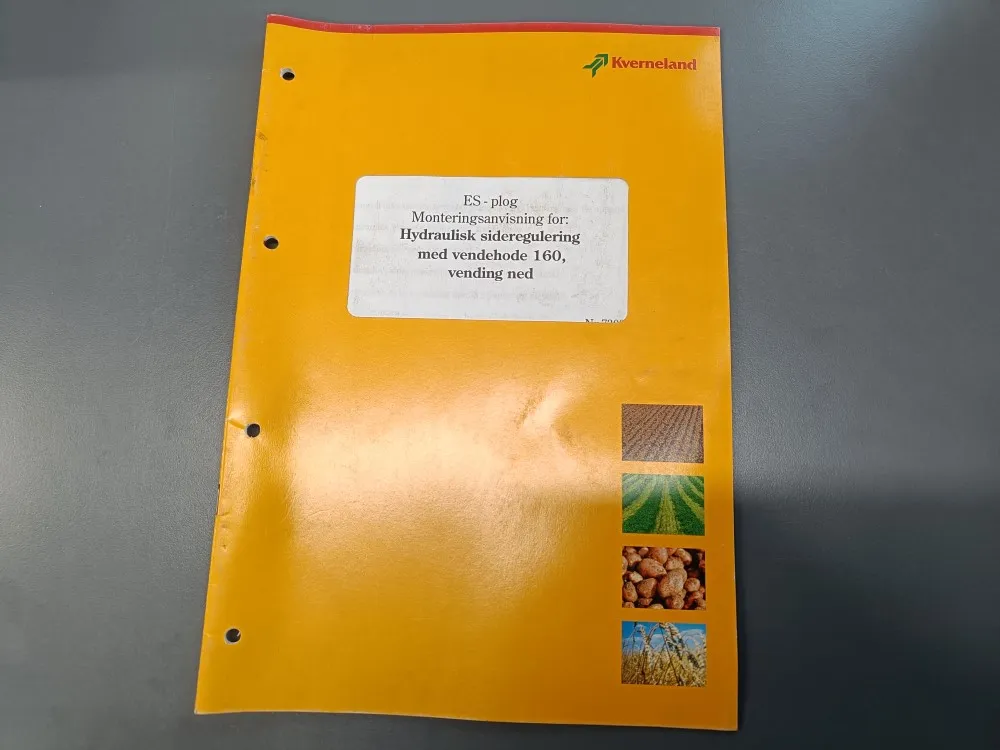 Kverneland
ES - plog
Monteringsanvisning for:
Hydraulisk sideregulering
med vendehode 160,
vending ned